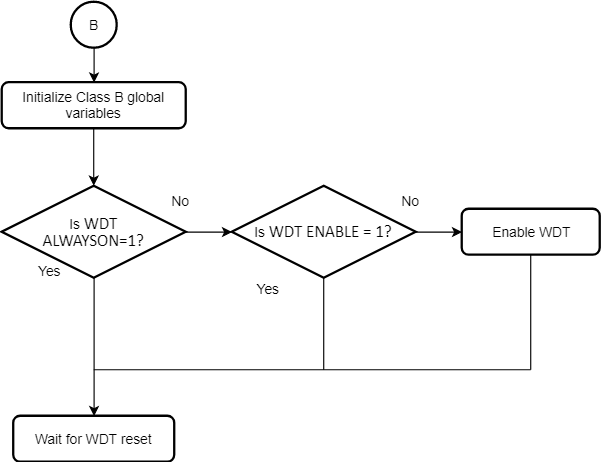 B
Initialize Class B global
variables
No
No
Is WDT
ALWAYSON=1?
Is WDT ENABLE = 1?
Enable WDT
Yes
Yes
Wait for WDT reset